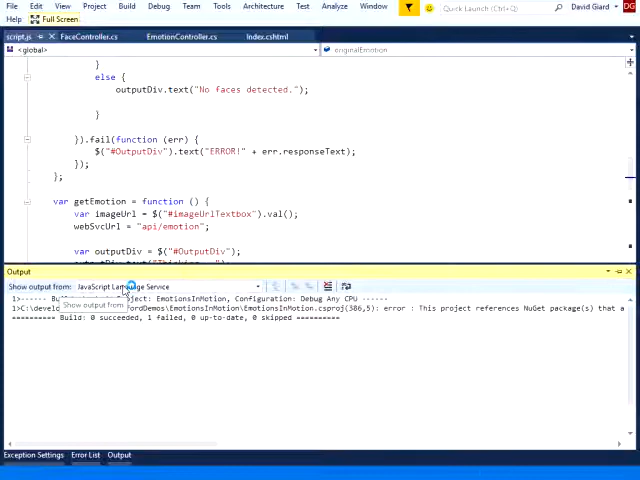 File Edit View Project Build Debug Team Tools Architecture Test Analyze Window Quick Launch (Ctrl+Q) David Giard DG
Help Full Screen
script.js FaceController.cs EmotionController.cs Index.cshtml
<global> originalEmotion
}
else {
outputDiv.text("No faces detected.");
}
}).fail(function (err) {
$("#OutputDiv").text("ERROR!" + err.responseText);
});
};
var getEmotion = function () {
var imageUrl = $("#imageUrlTextbox").val();
webSvcUrl = "api/emotion";
var outputDiv = $("#OutputDiv");
Output
Show output from: JavaScript Language Service
1>------ Project: EmotionsInMotion, Configuration: Debug Any CPU ------
Show output from
1>C:\develo ordDemos\EmotionsInMotion\EmotionsInMotion.csproj(386,5): error : This project references NuGet package(s) that a
========== Build: 0 succeeded, 1 failed, 0 up-to-date, 0 skipped ==========
Exception Settings Error List Output